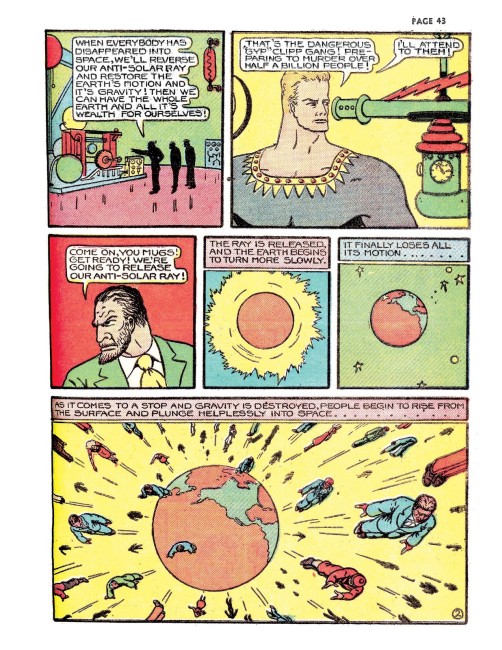 PAGE 43
WHEN EVERYBODY HAS
DISAPPEARED INTO
SPACE, WE'LL REVERSE
OUR ANTI-SOLAR RAY
AND RESTORE THE
EARTH'S MOTION AND
IT'S GRAVITY! THEN WE
CAN HAVE THE WHOLE
EARTH AND ALL IT'S
WEALTH FOR OURSELVES!
THAT'S THE DANGEROUS
"GYP" CLIPP GANG! PRE-
PARING TO MURDER OVER
HALF A BILLION PEOPLE!
I'LL ATTEND
TO THEM!
COME ON, YOU MUGS!
GET READY! WE'RE
GOING TO RELEASE
OUR ANTI-SOLAR RAY!
THE RAY IS RELEASED,
AND THE EARTH BEGINS
TO TURN MORE SLOWLY.
IT FINALLY LOSES ALL
ITS MOTION.......
AS IT COMES TO A STOP AND GRAVITY IS DESTROYED, PEOPLE BEGIN TO RISE FROM
THE SURFACE AND PLUNGE HELPLESSLY INTO SPACE............
2